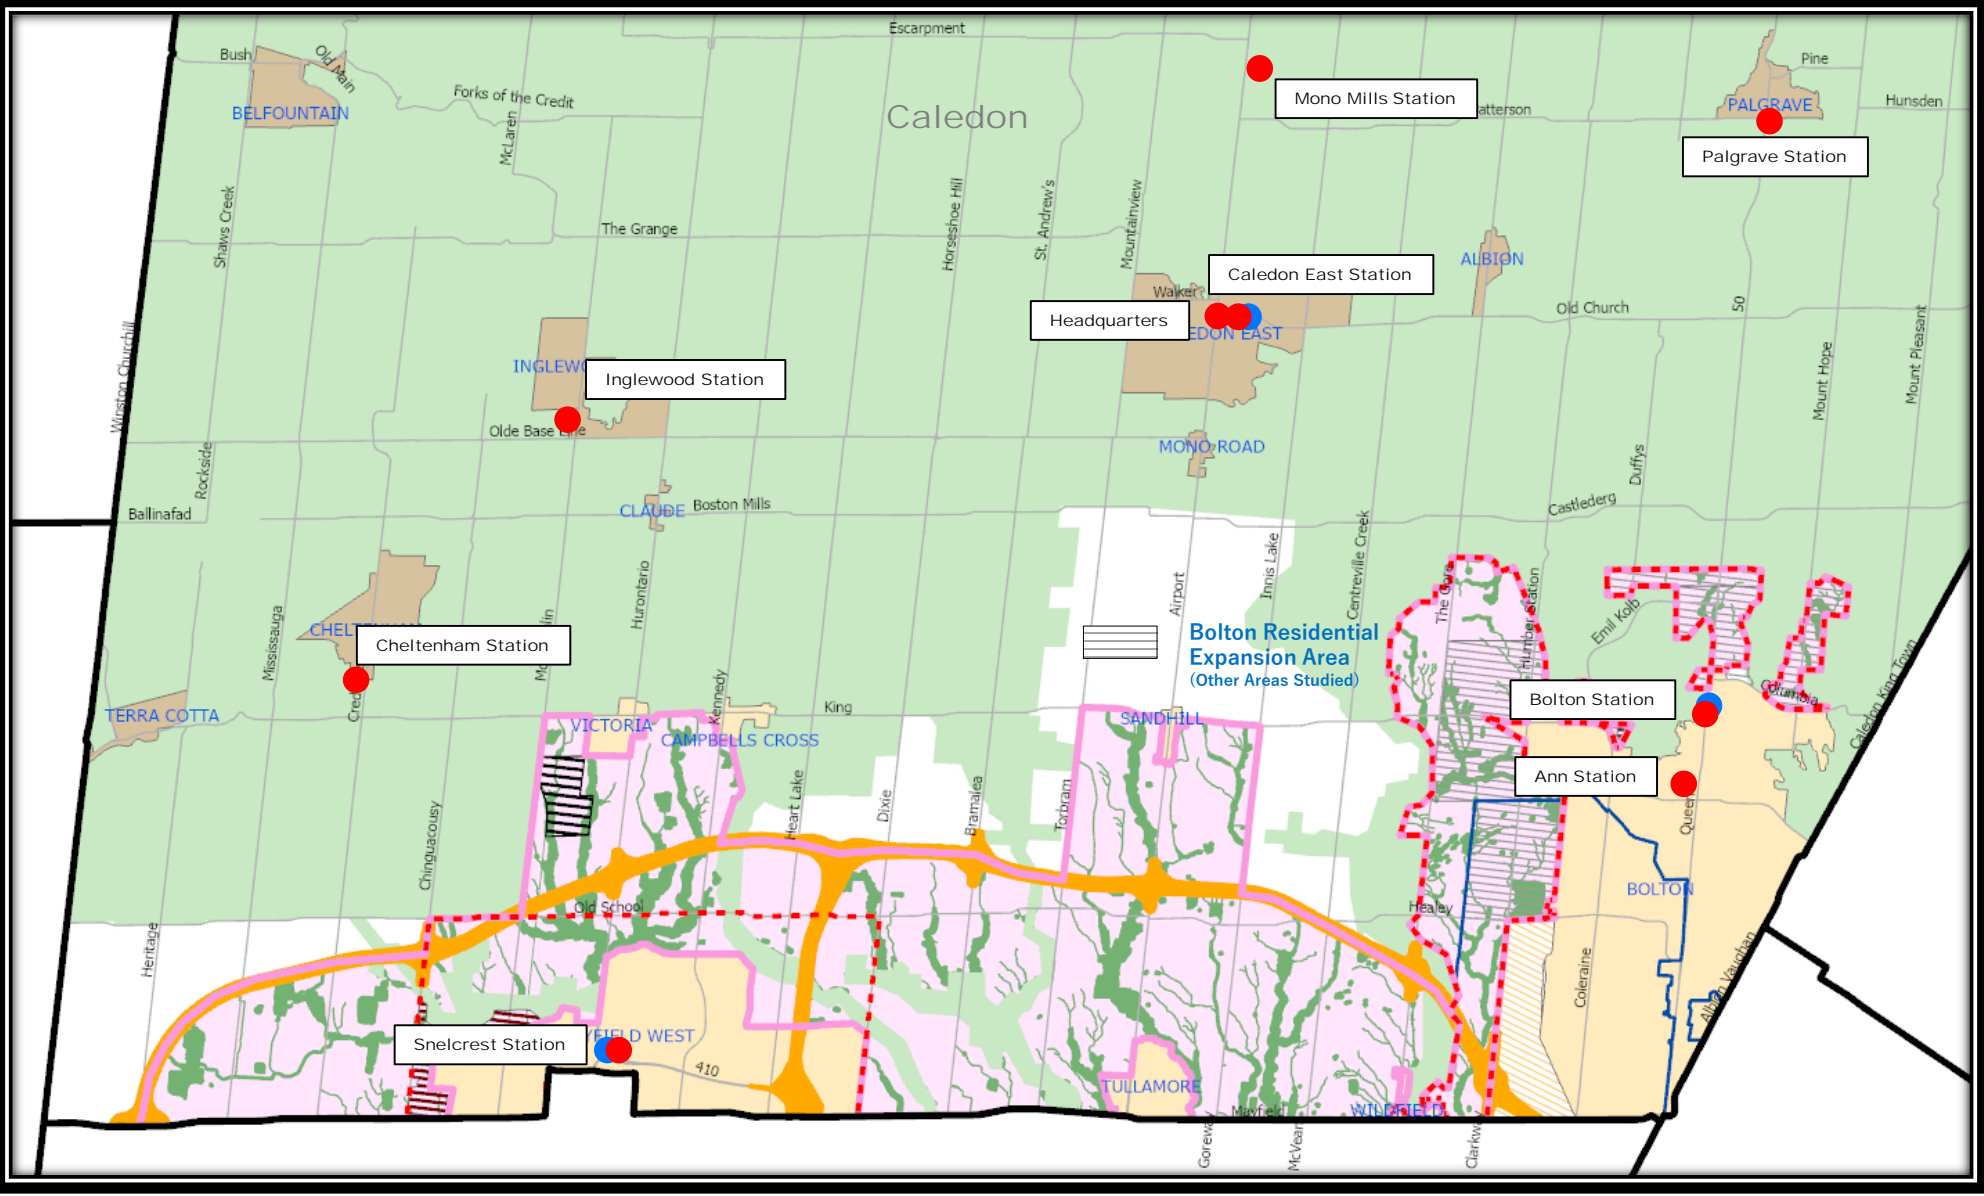 Escarpment
Bush
Old Main
BELFOUNTAIN
Forks of the Credit
McLaren
Caledon
Mono Mills Station
atterson
Pine
PALGRAVE
Hunsden
Palgrave Station
Shaws Creek
The Grange
Horseshoe Hill
St. Andrew's
Mountainview
Caledon East Station
ALBION
Walker
Headquarters
EDON EAST
Old Church
50
Mount Hope
Mount Pleasant
Winston Churchill
INGLEWO
Inglewood Station
Olde Base Line
MONO ROAD
Rockside
Duffys
Ballinafad
CLAUDE
Boston Mills
Castlederg
Centreville Creek
Innis Lake
Airport
Hurontario
Mississauga
CHELTENHAM
Cheltenham Station
Cred
Bolton Residential
Expansion Area
(Other Areas Studied)
The Gore
Humber Station
Emil Kolb
Bolton Station
Columbia
Caledon King Town
TERRA COTTA
VICTORIA
Kennedy
CAMPBELLS CROSS
King
SANDHILL
Ann Station
Queen
Chinguacousy
Heart Lake
Dixie
Bramalea
Torbram
BOLTON
Old School
Healey
Heritage
Coleraine
Albion Vaughan
Snelcrest Station
YFIELD WEST
410
TULLAMORE
Mayfield
WILDFIELD
Gorewa
McVean
Clarkwa